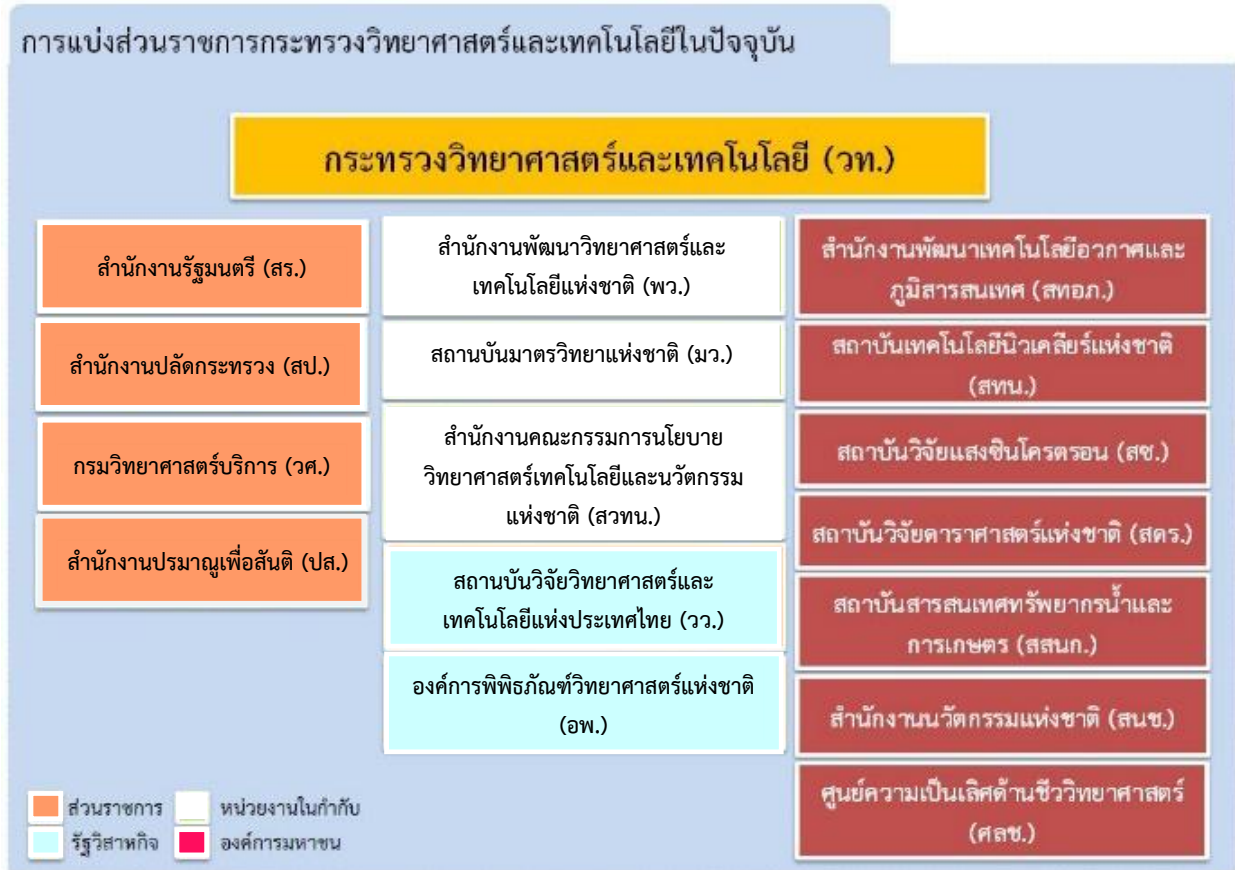 การแบ่งส่วนราชการกระทรวงวิทยาศาสตร์และเทคโนโลยีในปัจจุบัน
กระทรวงวิทยาศาสตร์และเทคโนโลยี (วท.)
สำนักงานรัฐมนตรี (สร.)
สำนักงานปลัดกระทรวง (สป.)
กรมวิทยาศาสตร์บริการ (วศ.)
สำนักงานปรมาณูเพื่อสันติ (ปส.)
สำนักงานพัฒนาวิทยาศาสตร์และ
เทคโนโลยีแห่งชาติ (พว.)
สถานบันมาตรวิทยาแห่งชาติ (มว.)
สำนักงานคณะกรรมการนโยบาย
วิทยาศาสตร์เทคโนโลยีและนวัตกรรม
แห่งชาติ (สวทน.)
สถานบันวิจัยวิทยาศาสตร์และ
เทคโนโลยีแห่งประเทศไทย (วว.)
องค์การพิพิธภัณฑ์วิทยาศาสตร์แห่งชาติ
(อพ.)
สำนักงานพัฒนาเทคโนโลยีอวกาศและ
ภูมิสารสนเทศ (สทอภ.)
สถาบันเทคโนโลยีนิวเคลียร์แห่งชาติ
(สทน.)
สถาบันวิจัยแสงซินโครตรอน (สซ.)
สถาบันวิจัยดาราศาสตร์แห่งชาติ (สดร.)
สถาบันสารสนเทศทรัพยากรน้ำและ
การเกษตร (สสนก.)
สำนักงานนวัตกรรมแห่งชาติ (สนช.)
ศูนย์ความเป็นเลิศด้านชีววิทยาศาสตร์
(ศลช.)
ส่วนราชการ
หน่วยงานในกำกับ
รัฐวิสาหกิจ
องค์การมหาชน